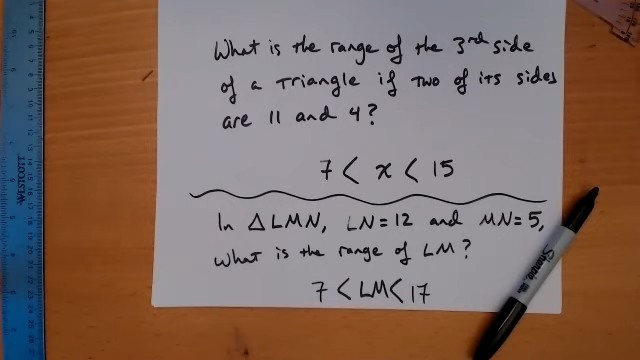 What is the range of the 3rd side
of a Triangle if two of its sides
are 11 and 4?
7 < x < 15
In △LMN, LN = 12 and MN = 5,
what is the range of LM?
7 < LM < 17
WESTCOTT
Sharpie